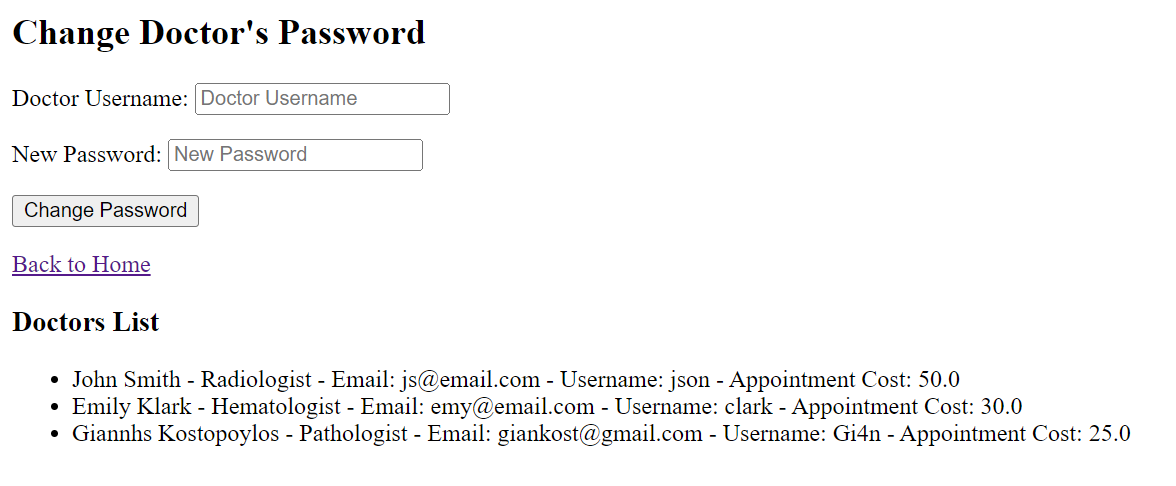 Change Doctor's Password
Doctor Username: Doctor Username
New Password: New Password
Change Password
Back to Home
Doctors List
• John Smith - Radiologist - Email: js@email.com - Username: json - Appointment Cost: 50.0
• Emily Klark - Hematologist - Email: emy@email.com - Username: clark - Appointment Cost: 30.0
• Giannhs Kostopoylos - Pathologist - Email: giankost@gmail.com - Username: Gi4n - Appointment Cost: 25.0